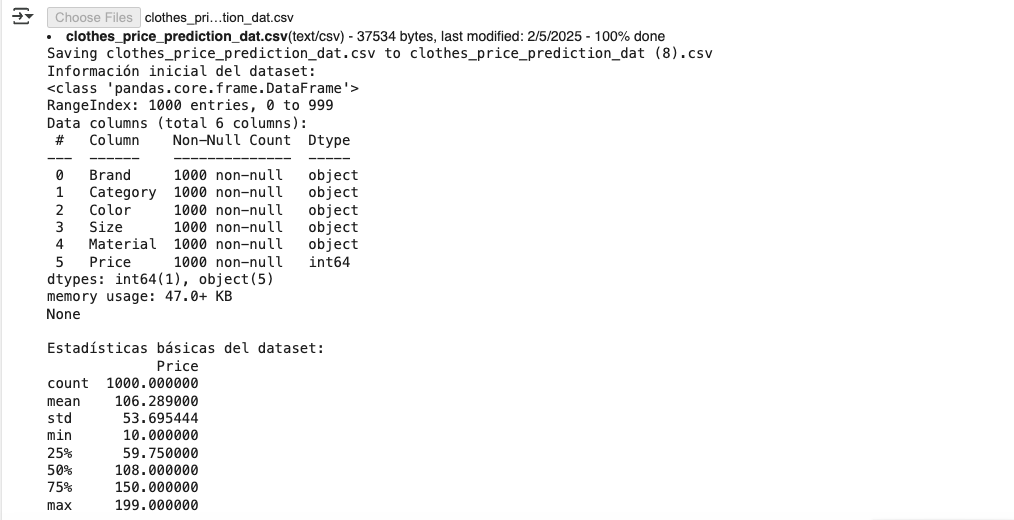 Choose Files clothes_pri...tion_dat.csv
• clothes_price_prediction_dat.csv(text/csv) - 37534 bytes, last modified: 2/5/2025 - 100% done
Saving clothes_price_prediction_dat.csv to clothes_price_prediction_dat (8).csv
Información inicial del dataset:
<class 'pandas.core.frame.DataFrame'>
RangeIndex: 1000 entries, 0 to 999
Data columns (total 6 columns):
 #   Column    Non-Null Count  Dtype
---  ------    --------------  -----
 0   Brand     1000 non-null   object
 1   Category  1000 non-null   object
 2   Color     1000 non-null   object
 3   Size      1000 non-null   object
 4   Material  1000 non-null   object
 5   Price     1000 non-null   int64
dtypes: int64(1), object(5)
memory usage: 47.0+ KB
None

Estadísticas básicas del dataset:
             Price
count  1000.000000
mean    106.289000
std      53.695444
min      10.000000
25%      59.750000
50%     108.000000
75%     150.000000
max     199.000000